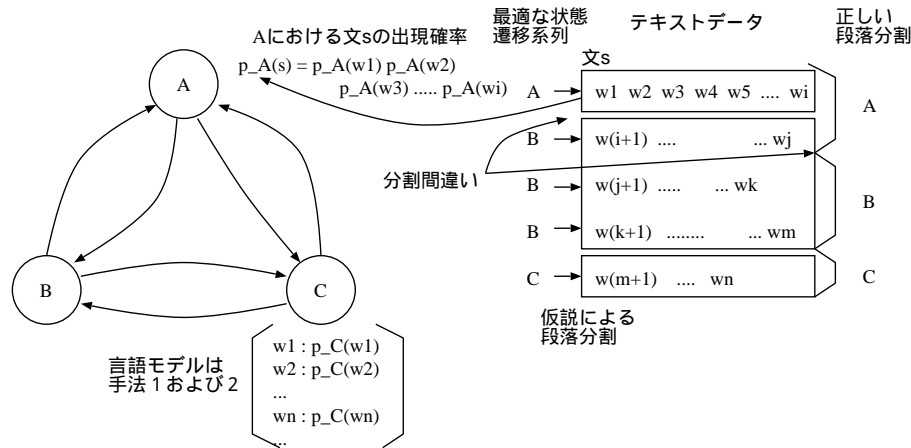 Aにおける文sの出現確率
p_A(s) = p_A(w1) p_A(w2)
p_A(w3) ..... p_A(wi)
A
B
C
言語モデルは
手法1および2
w1 : p_C(w1)
w2 : p_C(w2)
...
wn : p_C(wn)
...
最適な状態
遷移系列
テキストデータ
正しい
段落分割
文s
A
w1 w2 w3 w4 w5 .... wi
A
B
w(i+1) .... ... wj
分割間違い
B
w(j+1) ..... ... wk
B
B
w(k+1) ........ ... wm
C
w(m+1) .... wn
C
仮説による
段落分割